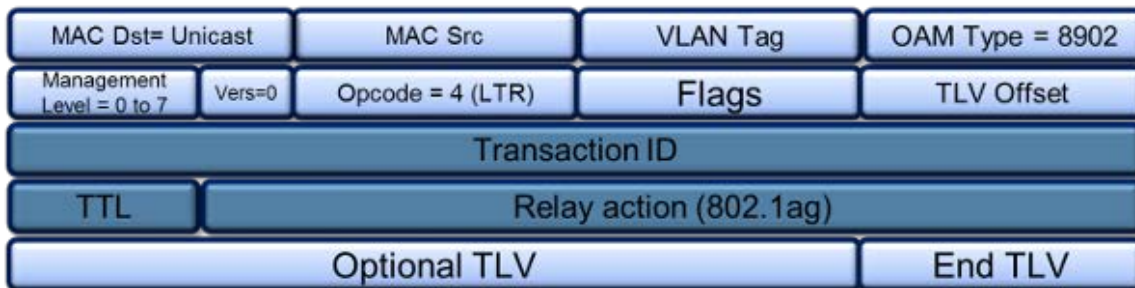 MAC Dst= Unicast MAC Src VLAN Tag OAM Type = 8902
Management
Level = 0 to 7 Vers=0 Opcode = 4 (LTR) Flags TLV Offset
Transaction ID
TTL Relay action (802.1ag)
Optional TLV End TLV